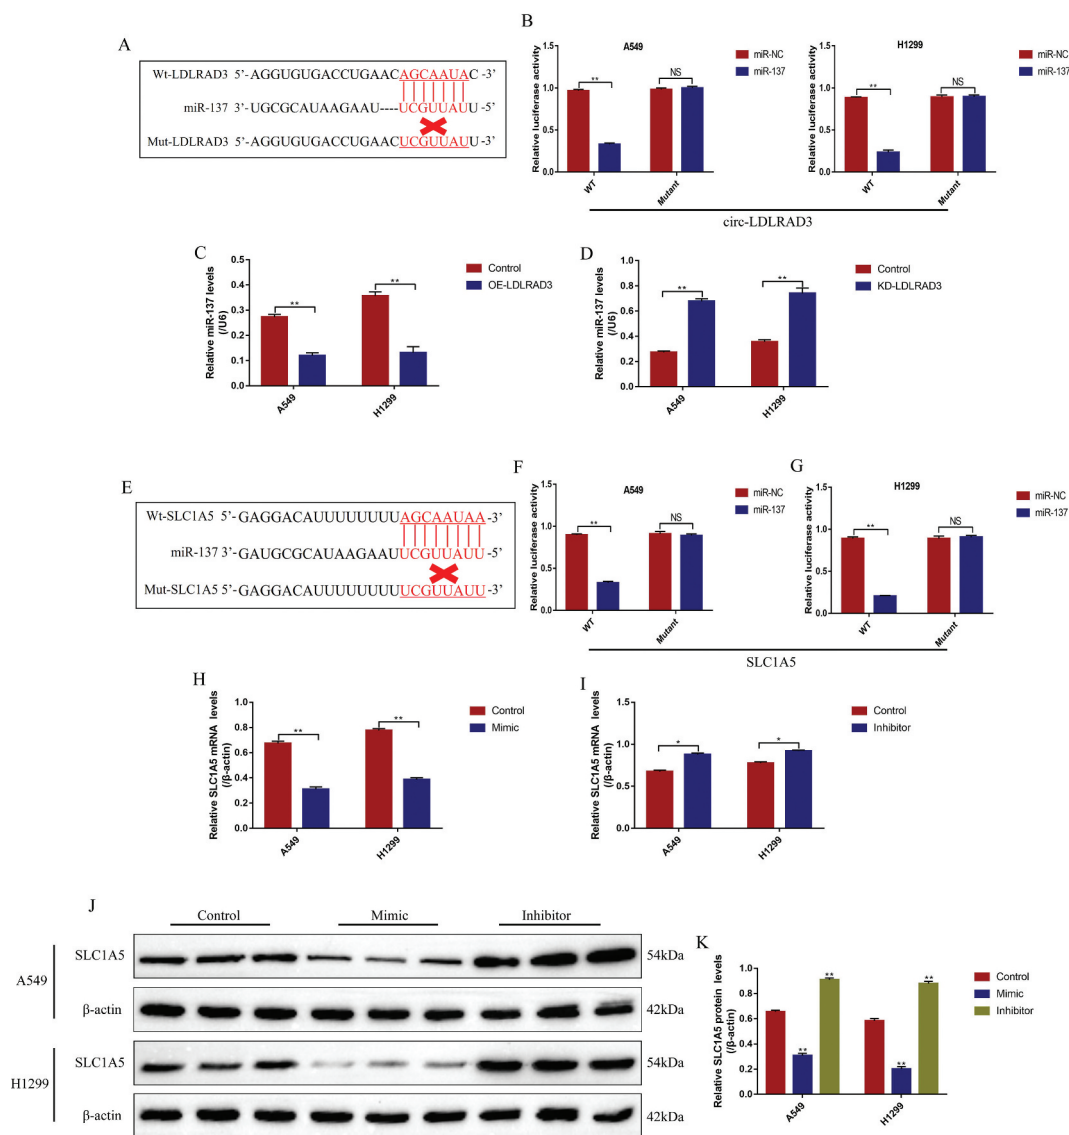 A
Wt-LDLRAD3 5’-AGGUGUGACCUGAACAGCAAUAC -3’
miR-137 3’-UGCGCAUAAGAAU----UCGUUAUU -5’
Mut-LDLRAD3 5’-AGGUGUGACCUGAACUCGUUAUU -3’
B
A549
miR-NC
miR-137
Relative luciferase activity
1.5
1.0
0.5
0.0
**
NS
WT
Mutant
H1299
miR-NC
miR-137
Relative luciferase activity
1.5
1.0
0.5
0.0
**
NS
WT
Mutant
circ-LDLRAD3
C
Control
OE-LDLRAD3
Relative miR-137 levels
(/U6)
0.5
0.4
0.3
0.2
0.1
0.0
**
**
A549
H1299
D
Control
KD-LDLRAD3
Relative miR-137 levels
(/U6)
1.0
0.8
0.6
0.4
0.2
0.0
**
**
A549
H1299
E
Wt-SLC1A5 5’-GAGGACAUUUUUUUUAGCAAUAA -3’
miR-137 3’-GAUGCGCAUAAGAAUUCGUUAUU -5’
Mut-SLC1A5 5’-GAGGACAUUUUUUUUUCGUUAUU -3’
F
A549
miR-NC
miR-137
Relative luciferase activity
1.5
1.0
0.5
0.0
**
NS
WT
Mutant
G
H1299
miR-NC
miR-137
Relative luciferase activity
1.5
1.0
0.5
0.0
**
NS
WT
Mutant
SLC1A5
H
Control
Mimic
Relative SLC1A5 mRNA levels
(/β-actin)
1.0
0.8
0.6
0.4
0.2
0.0
**
**
A549
H1299
I
Control
Inhibitor
Relative SLC1A5 mRNA levels
(/β-actin)
1.5
1.0
0.5
0.0
*
*
A549
H1299
J
Control Mimic Inhibitor
A549
SLC1A5 54kDa
β-actin 42kDa
H1299
SLC1A5 54kDa
β-actin 42kDa
K
Control
Mimic
Inhibitor
Relative SLC1A5 protein levels
(/β-actin)
1.0
0.8
0.6
0.4
0.2
0.0
**
**
**
**
A549
H1299